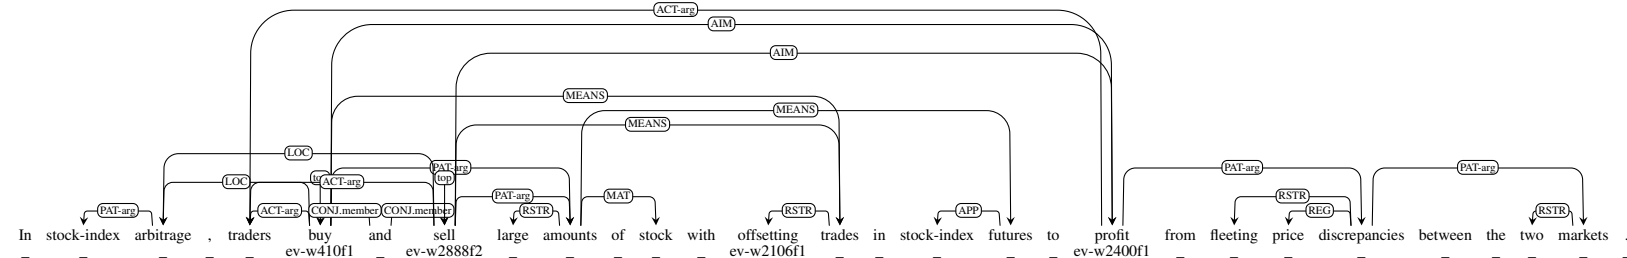 ACT-arg
AIM
AIM
MEANS
MEANS
MEANS
LOC
PAT-arg PAT-arg PAT-arg
top
LOC ACT-arg
PAT-arg MAT RSTR
PAT-arg ACT-arg CONJ.member CONJ.member RSTR RSTR APP REG RSTR
In stock-index arbitrage , traders buy and sell large amounts of stock with offsetting trades in stock-index futures to profit from fleeting price discrepancies between the two markets .
_ _ _ _ _ ev-w410f1 _ ev-w2888f2 _ _ _ _ _ ev-w2106f1 _ _ _ _ _ ev-w2400f1 _ _ _ _ _ _ _ _ _